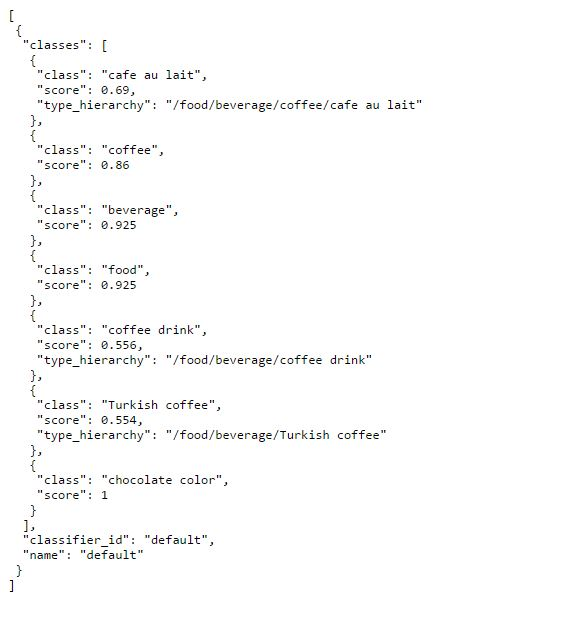 [
 {
  "classes": [
   {
    "class": "cafe au lait",
    "score": 0.69,
    "type_hierarchy": "/food/beverage/coffee/cafe au lait"
   },
   {
    "class": "coffee",
    "score": 0.86
   },
   {
    "class": "beverage",
    "score": 0.925
   },
   {
    "class": "food",
    "score": 0.925
   },
   {
    "class": "coffee drink",
    "score": 0.556,
    "type_hierarchy": "/food/beverage/coffee drink"
   },
   {
    "class": "Turkish coffee",
    "score": 0.554,
    "type_hierarchy": "/food/beverage/Turkish coffee"
   },
   {
    "class": "chocolate color",
    "score": 1
   }
  ],
  "classifier_id": "default",
  "name": "default"
 }
]